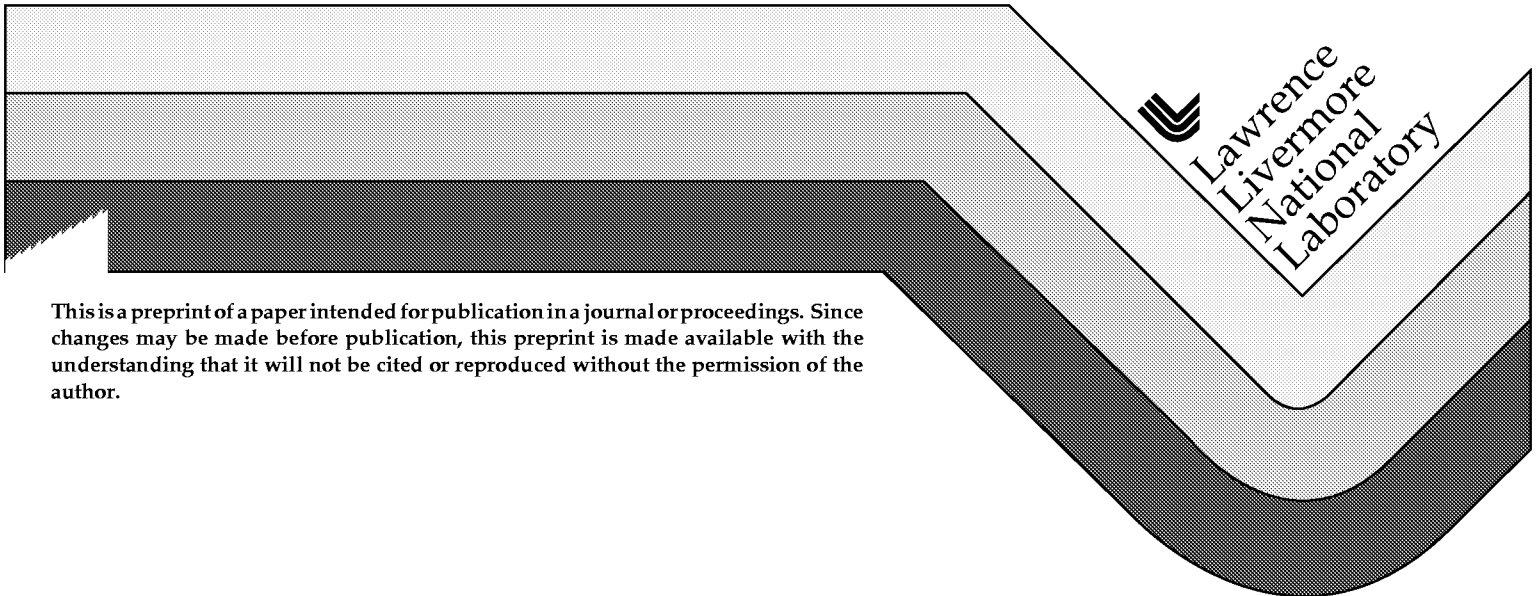 Lawrence
Livermore
National
Laboratory
This is a preprint of a paper intended for publication in a journal or proceedings. Since
changes may be made before publication, this preprint is made available with the
understanding that it will not be cited or reproduced without the permission of the
author.